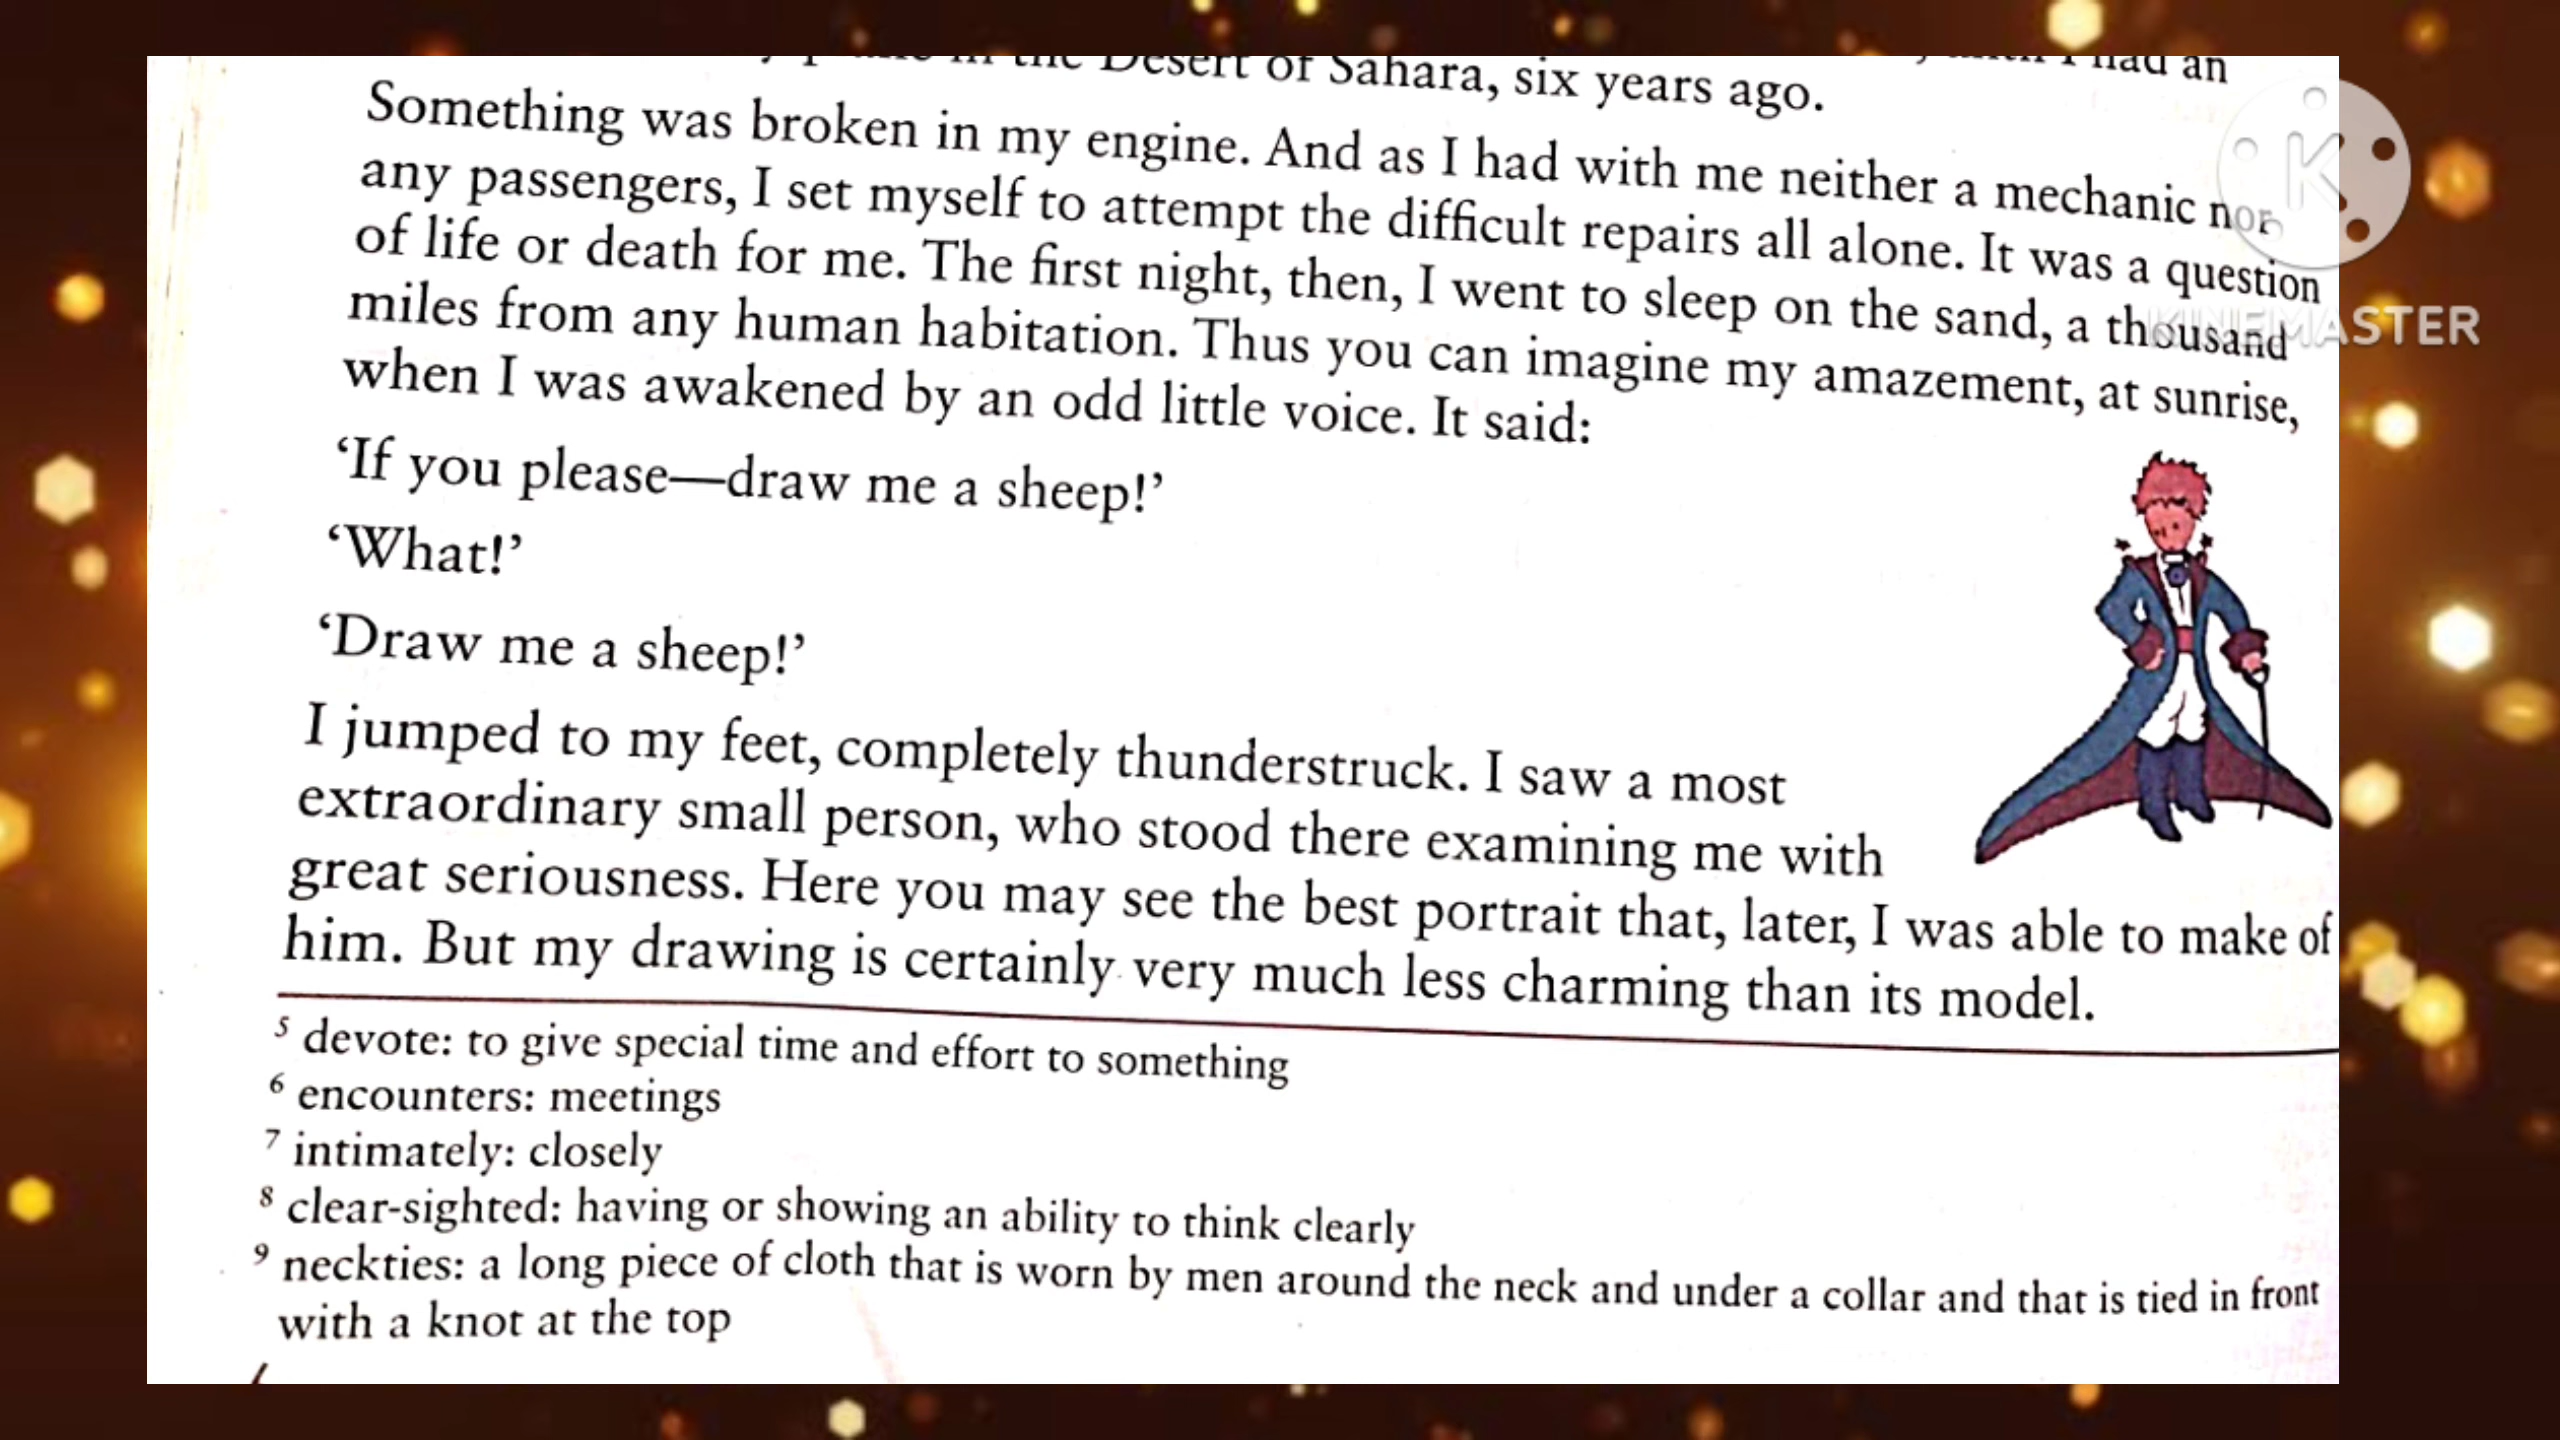 in the Desert of Sahara, six years ago.
I had an
Something was broken in my engine. And as I had with me neither a mechanic nor
any passengers, I set myself to attempt the difficult repairs all alone. It was a question
of life or death for me. The first night, then, I went to sleep on the sand, a thousand
miles from any human habitation. Thus you can imagine my amazement, at sunrise,
when I was awakened by an odd little voice. It said:
‘If you please—draw me a sheep!’
‘What!’
‘Draw me a sheep!’
I jumped to my feet, completely thunderstruck. I saw a most
extraordinary small person, who stood there examining me with
great seriousness. Here you may see the best portrait that, later, I was able to make of
him. But my drawing is certainly very much less charming than its model.
5 devote: to give special time and effort to something
6 encounters: meetings
7 intimately: closely
8 clear-sighted: having or showing an ability to think clearly
9 neckties: a long piece of cloth that is worn by men around the neck and under a collar and that is tied in front
with a knot at the top
K
KINEMASTER